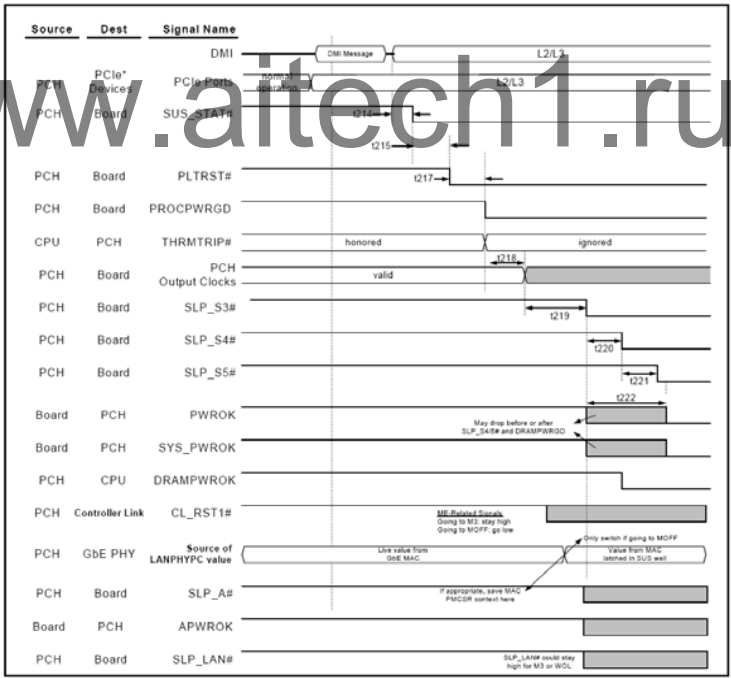 Source Dest Signal Name
DMI DMI Message L2/L3
PCH PCIe* Devices PCIe Ports normal operation L2/L3
www.aitech1.ru
PCH Board SUS_STAT# t214
t215
PCH Board PLTRST# t217
PCH Board PROCPWRGD
CPU PCH THRMTRIP# honored ignored
t218
PCH Board PCH Output Clocks valid
PCH Board SLP_S3# t219
PCH Board SLP_S4# t220
PCH Board SLP_S5# t221
t222
Board PCH PWROK
May drop before or after
SLP_S4/5# and DRAMPWRGD
Board PCH SYS_PWROK
PCH CPU DRAMPWROK
PCH Controller Link CL_RST1#
ME-Related Signals
Going to M3: stay high
Going to MOFF: go low
Only switch if going to MOFF
PCH GbE PHY Source of LANPHYPC value
Live value from GbE MAC
Value from MAC latched in SUS well
PCH Board SLP_A#
If appropriate, save MAC
PMCSR context here
Board PCH APWROK
PCH Board SLP_LAN#
SLP_LAN# could stay
high for M3 or WOL